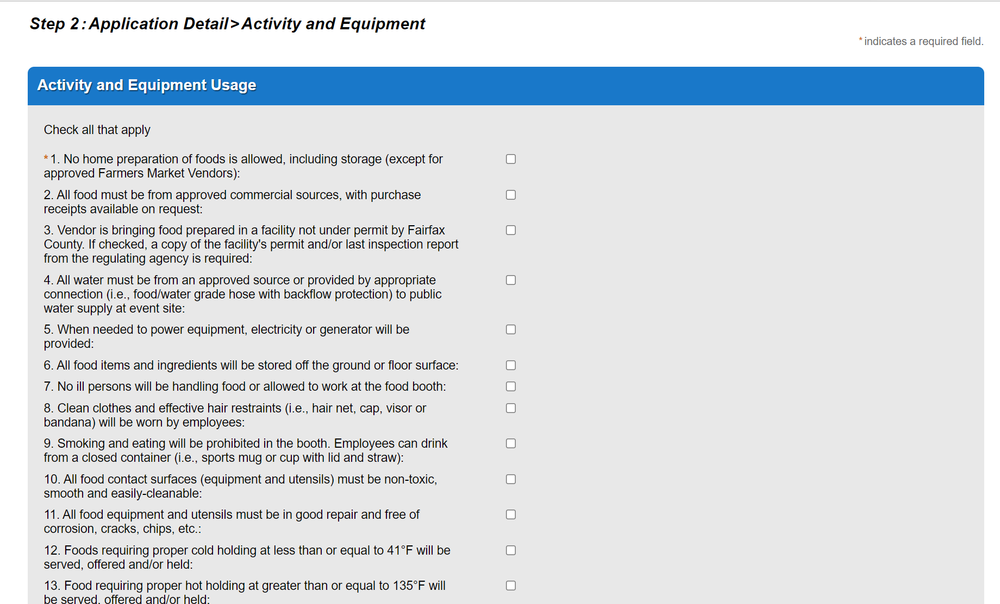 Step 2: Application Detail>Activity and Equipment
* indicates a required field.
Activity and Equipment Usage
Check all that apply
* 1. No home preparation of foods is allowed, including storage (except for
approved Farmers Market Vendors):
2. All food must be from approved commercial sources, with purchase
receipts available on request:
3. Vendor is bringing food prepared in a facility not under permit by Fairfax
County. If checked, a copy of the facility's permit and/or last inspection report
from the regulating agency is required:
4. All water must be from an approved source or provided by appropriate
connection (i.e., food/water grade hose with backflow protection) to public
water supply at event site:
5. When needed to power equipment, electricity or generator will be
provided:
6. All food items and ingredients will be stored off the ground or floor surface:
7. No ill persons will be handling food or allowed to work at the food booth:
8. Clean clothes and effective hair restraints (i.e., hair net, cap, visor or
bandana) will be worn by employees:
9. Smoking and eating will be prohibited in the booth. Employees can drink
from a closed container (i.e., sports mug or cup with lid and straw):
10. All food contact surfaces (equipment and utensils) must be non-toxic,
smooth and easily-cleanable:
11. All food equipment and utensils must be in good repair and free of
corrosion, cracks, chips, etc.:
12. Foods requiring proper cold holding at less than or equal to 41°F will be
served, offered and/or held:
13. Food requiring proper hot holding at greater than or equal to 135°F will
be served, offered and/or held: